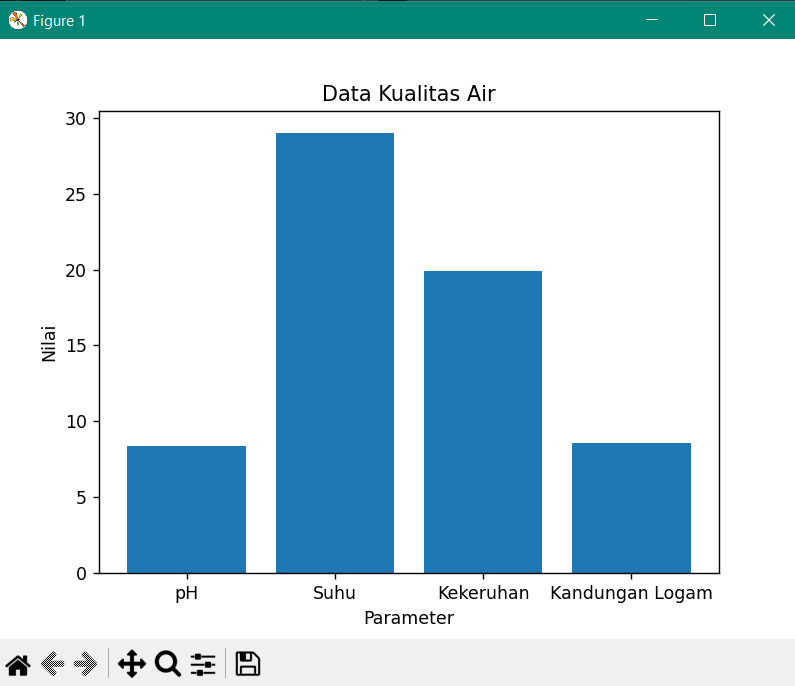 Figure 1
Data Kualitas Air
30
25
20
15
10
5
0
Nilai
pH Suhu Kekeruhan Kandungan Logam
Parameter